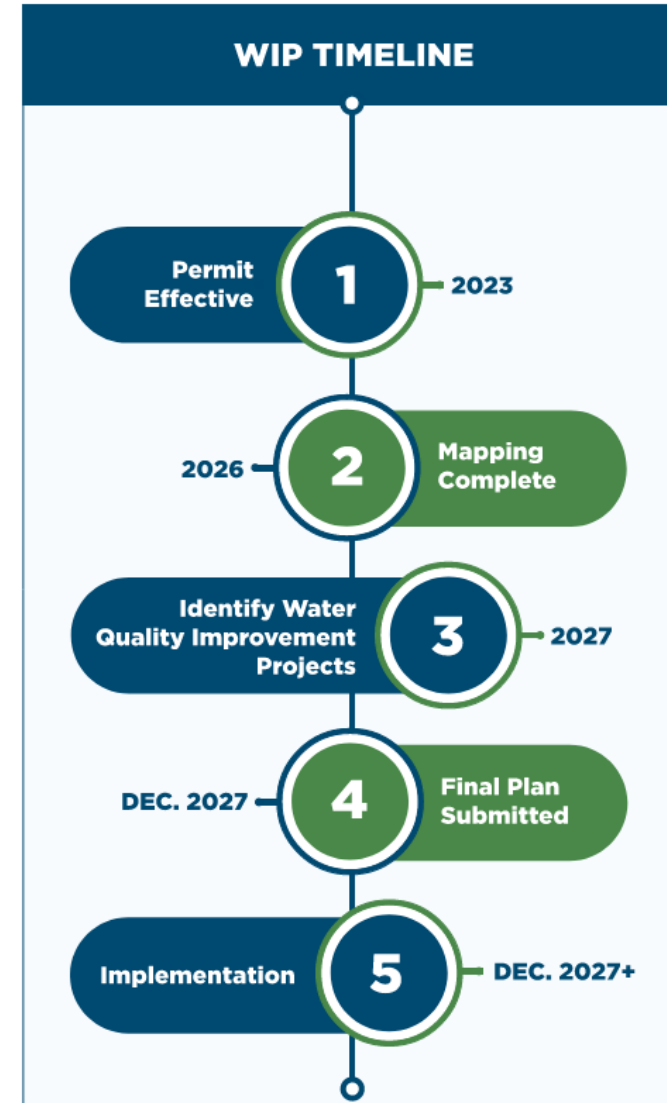 WIP TIMELINE
Permit
Effective
1
2023
2026
2
Mapping
Complete
Identify Water
Quality Improvement
Projects
3
2027
DEC. 2027
4
Final Plan
Submitted
Implementation
5
DEC. 2027+